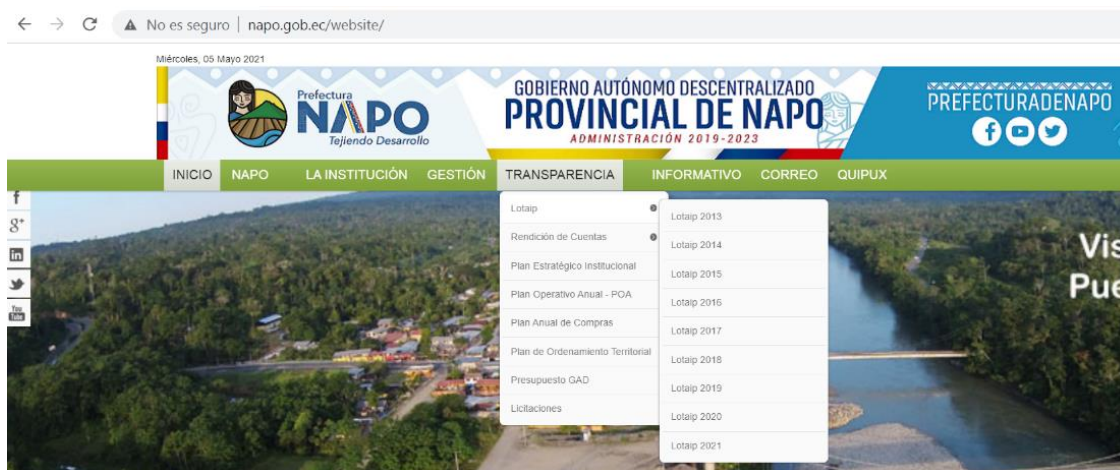 No es seguro | napo.gob.ec/website/
Miércoles, 05 Mayo 2021
Prefectura
NAPO
Tejiendo Desarrollo
GOBIERNO AUTÓNOMO DESCENTRALIZADO
PROVINCIAL DE NAPO
ADMINISTRACIÓN 2019-2023
PREFECTURADENAPO
INICIO NAPO LA INSTITUCIÓN GESTIÓN TRANSPARENCIA INFORMATIVO CORREO QUIPUX
f
g+
in
You
Tube
Lotaip
Rendición de Cuentas
Plan Estratégico Institucional
Plan Operativo Anual - POA
Plan Anual de Compras
Plan de Ordenamiento Territorial
Presupuesto GAD
Licitaciones
Lotaip 2013
Lotaip 2014
Lotaip 2015
Lotaip 2016
Lotaip 2017
Lotaip 2018
Lotaip 2019
Lotaip 2020
Lotaip 2021
Vis
Pue